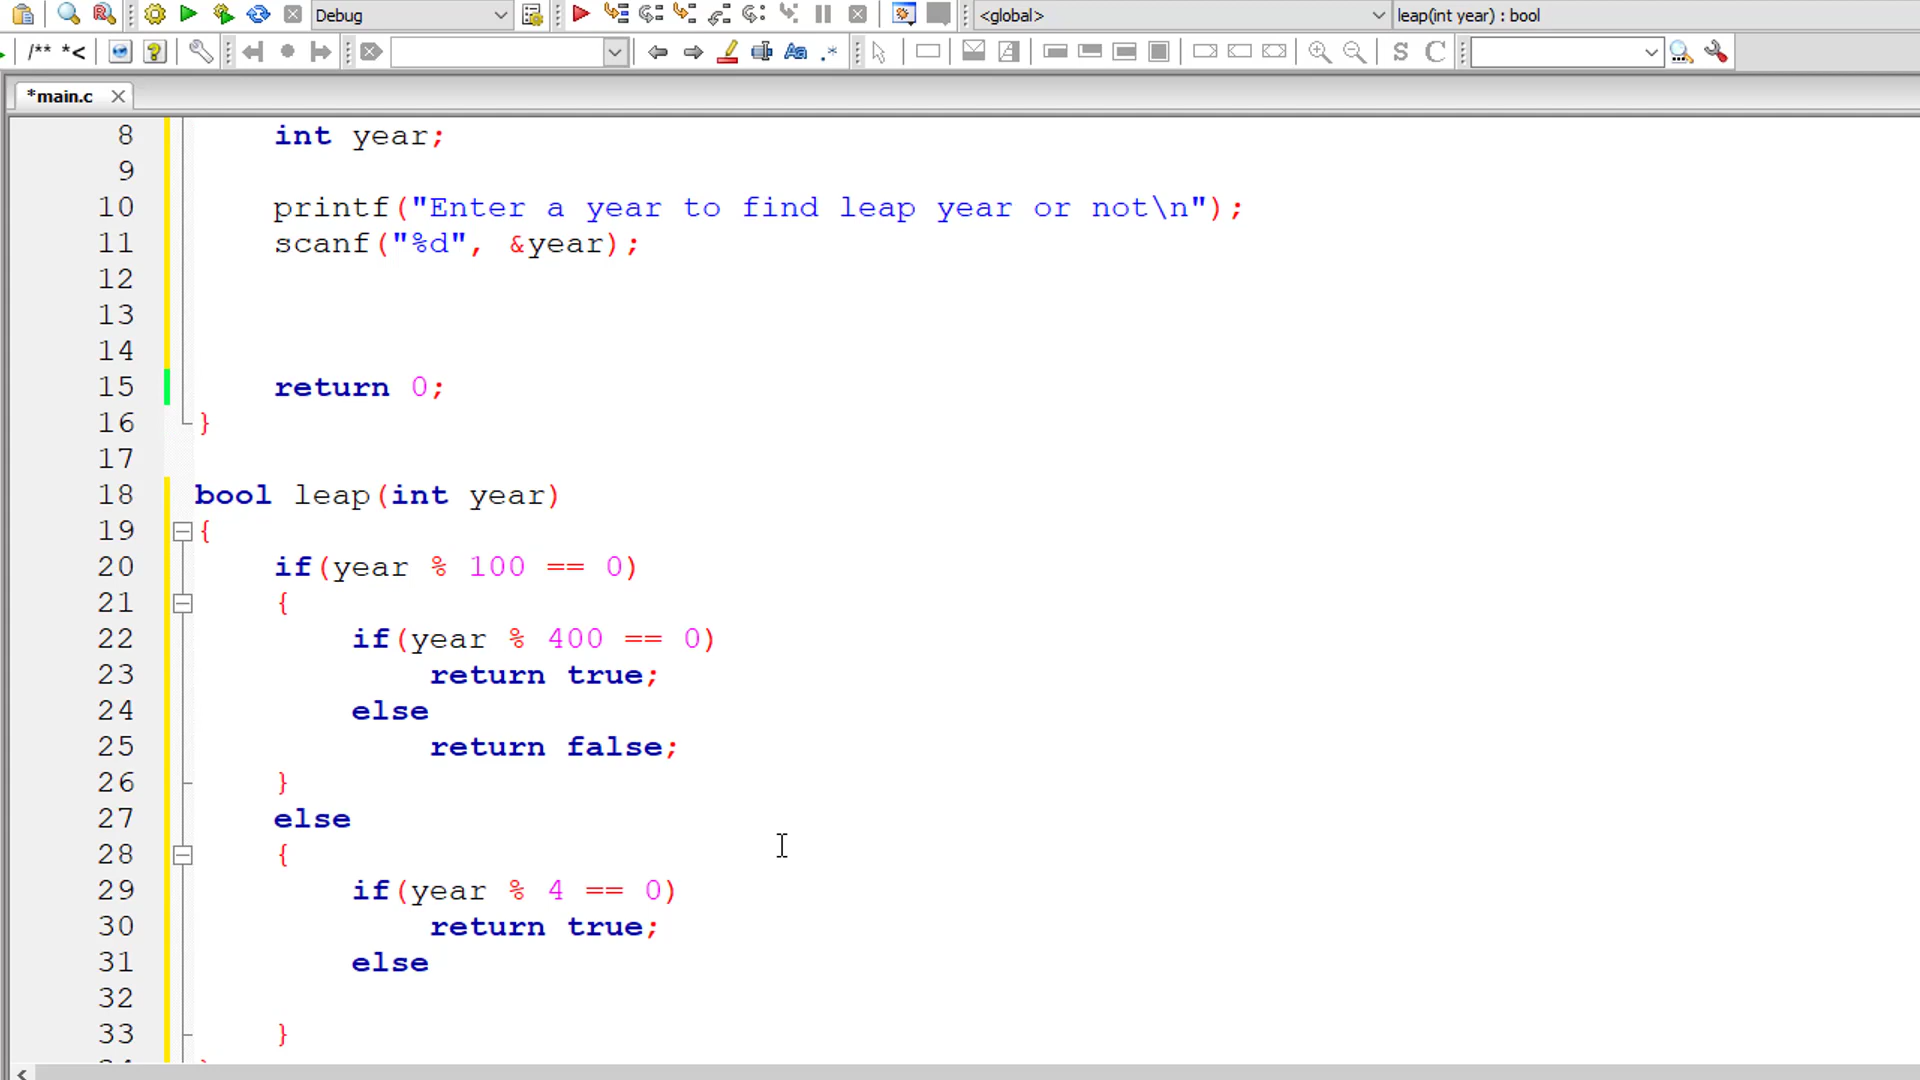 Debug
<global>
leap(int year) : bool
/** *<
Aa
.*
S
C
*main.c
8 int year;
9
10 printf("Enter a year to find leap year or not\n");
11 scanf("%d", &year);
12
13
14
15 return 0;
16 }
17
18 bool leap(int year)
19 {
20 if(year % 100 == 0)
21 {
22 if(year % 400 == 0)
23 return true;
24 else
25 return false;
26 }
27 else
28 {
29 if(year % 4 == 0)
30 return true;
31 else
32
33 }